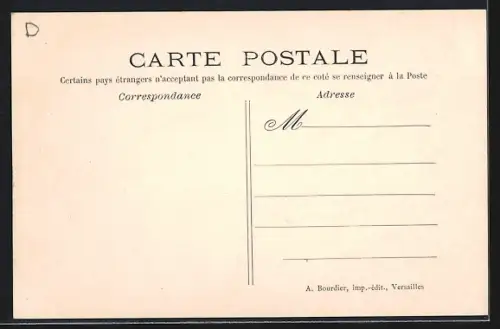 D
CARTE POSTALE
Certains pays étrangers n'acceptant pas la correspondance de ce coté se renseigner à la Poste
Correspondance
Adresse
M
A. Bourdier, imp.-édit., Versailles